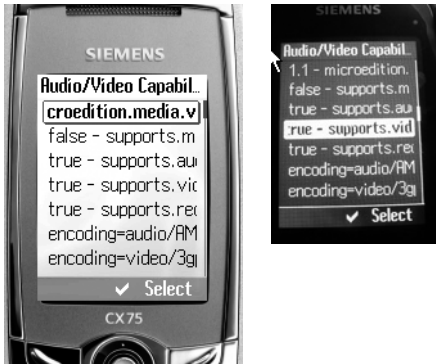 SIEMENS
Audio/Video Capabil...
croedition.media.v
false - supports.m
true - supports.au
true - supports.vic
true - supports.rec
encoding=audio/AM
encoding=video/3g
Select
CX75
SIEMENS
Audio/Video Capabil...
1.1 - microedition.
false - supports.m
true - supports.au
true - supports.vid
true - supports.rec
encoding=audio/AM
encoding=video/3g
Select